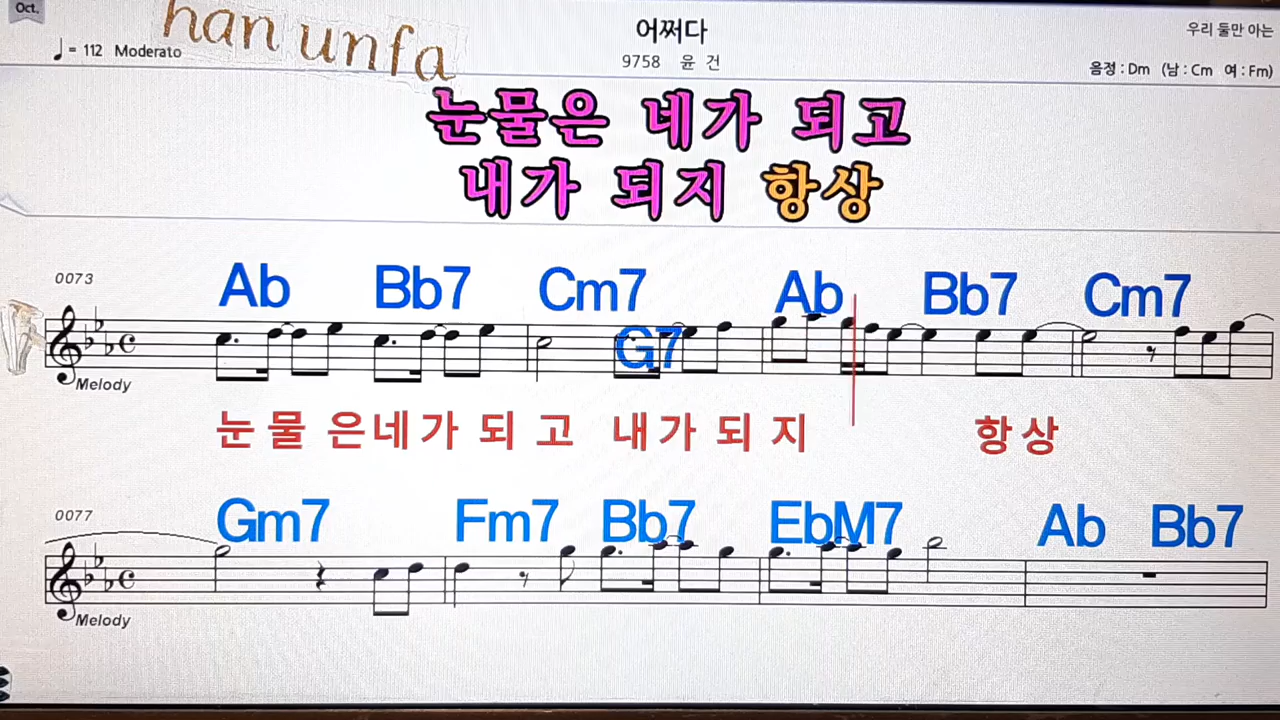 Oct.
han unfa
♩ = 112 Moderato
어쩌다
9758 윤 건
우리 둘만 아는
음정 : Dm (남 : Cm 여 : Fm)
눈물은 네가 되고
내가 되지 항상
0073
Ab Bb7 Cm7 Ab Bb7 Cm7
G7
Melody
눈 물 은네가 되 고 내가 되 지 항상
0077
Gm7 Fm7 Bb7 EbM7 Ab Bb7
Melody